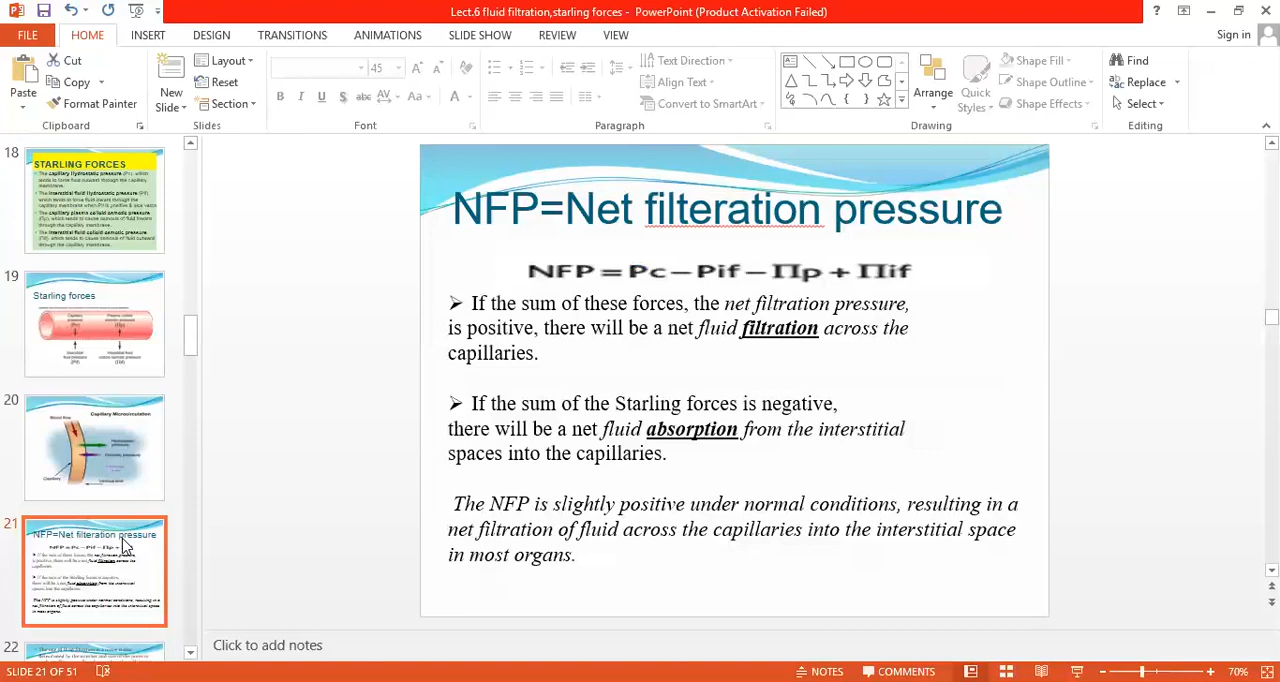 Lect.6 fluid filtration,starling forces - PowerPoint (Product Activation Failed)
FILE HOME INSERT DESIGN TRANSITIONS ANIMATIONS SLIDE SHOW REVIEW VIEW Sign in
Paste
Cut
Copy
Format Painter
Clipboard
New Slide
Layout
Reset
Section
Slides
45
Font
Paragraph
Text Direction
Align Text
Convert to SmartArt
Arrange
Quick Styles
Drawing
Shape Fill
Shape Outline
Shape Effects
Find
Replace
Select
Editing
18
STARLING FORCES
19
Starling forces
20
Capillary Microcirculation
Blood flow
Capillary
21
NFP=Net filteration pressure
22
NFP=Net filteration pressure
NFP = Pc – Pif – Πp + Πif
➢ If the sum of these forces, the net filtration pressure,
is positive, there will be a net fluid filtration across the
capillaries.
➢ If the sum of the Starling forces is negative,
there will be a net fluid absorption from the interstitial
spaces into the capillaries.
The NFP is slightly positive under normal conditions, resulting in a
net filtration of fluid across the capillaries into the interstitial space
in most organs.
Click to add notes
SLIDE 21 OF 51 NOTES COMMENTS 70%